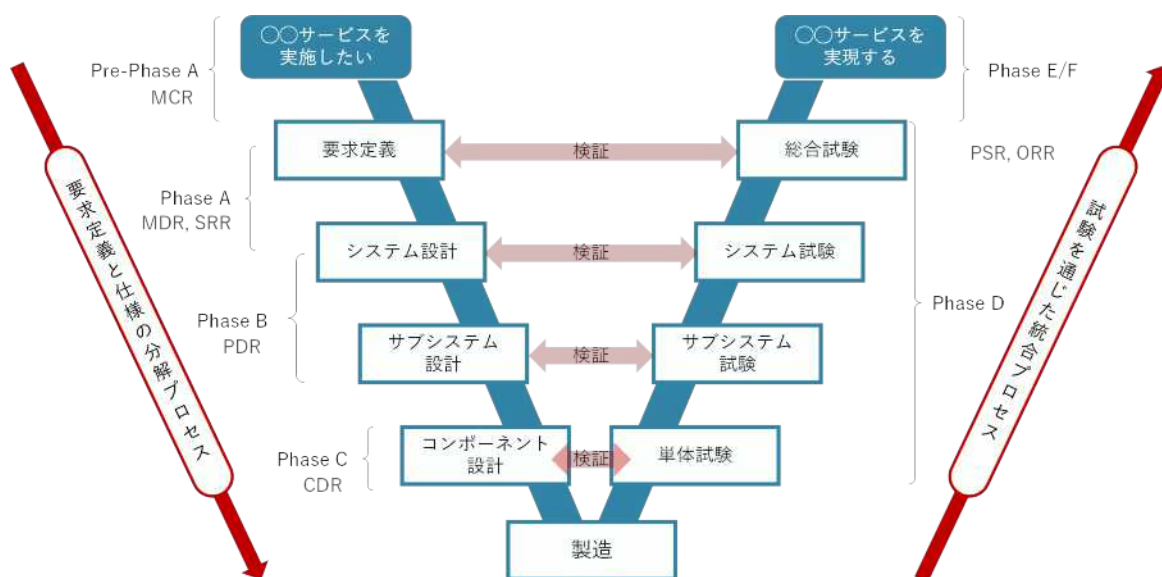 ○○サービスを
実施したい
○○サービスを
実現する
Pre-Phase A
MCR
Phase E/F
要求定義
検証
総合試験
PSR, ORR
Phase A
MDR, SRR
システム設計
検証
システム試験
Phase B
PDR
サブシステム
設計
検証
サブシステム
試験
Phase D
Phase C
CDR
コンポーネント
設計
検証
単体試験
製造
要求定義と仕様の分解プロセス
試験を通じた統合プロセス